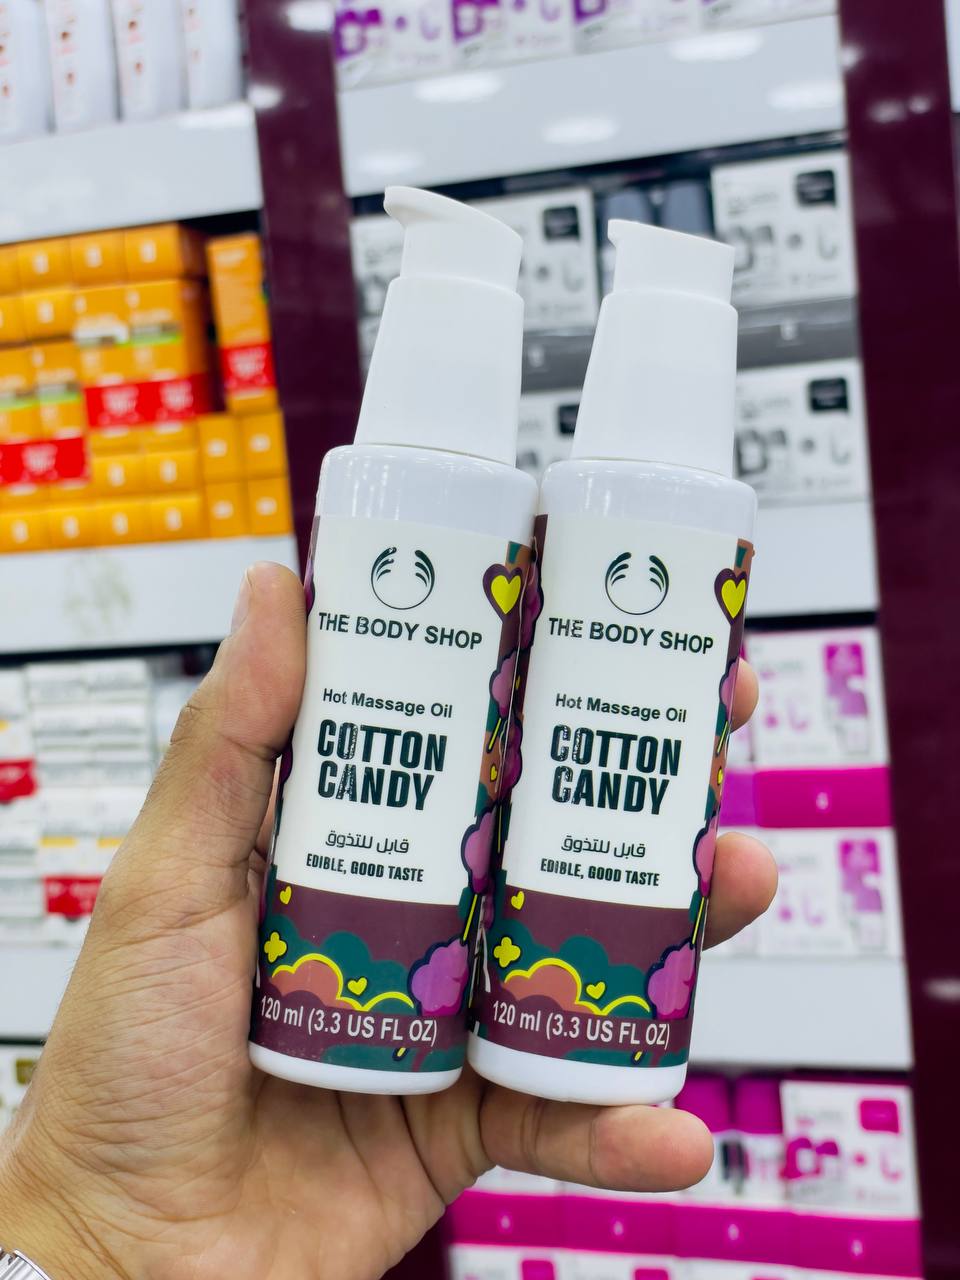 THE BODY SHOP
Hot Massage Oil
COTTON
CANDY
قابل للتذوق
EDIBLE, GOOD TASTE
120 ml (3.3 US FL OZ)
THE BODY SHOP
Hot Massage Oil
COTTON
CANDY
قابل للتذوق
EDIBLE, GOOD TASTE
120 ml (3.3 US FL OZ)